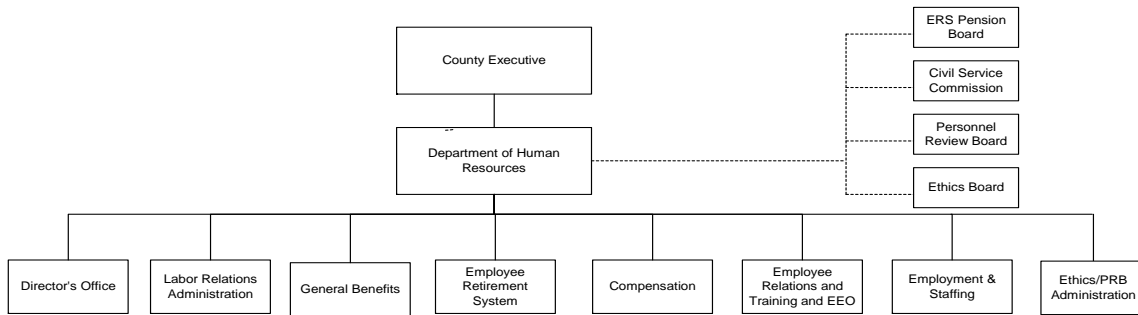 ERS Pension
Board
County Executive
Civil Service
Commission
Personnel
Review Board
Department of Human
Resources
Ethics Board
Director's Office
Labor Relations
Administration
General Benefits
Employee
Retirement
System
Compensation
Employee
Relations and
Training and EEO
Employment &
Staffing
Ethics/PRB
Administration